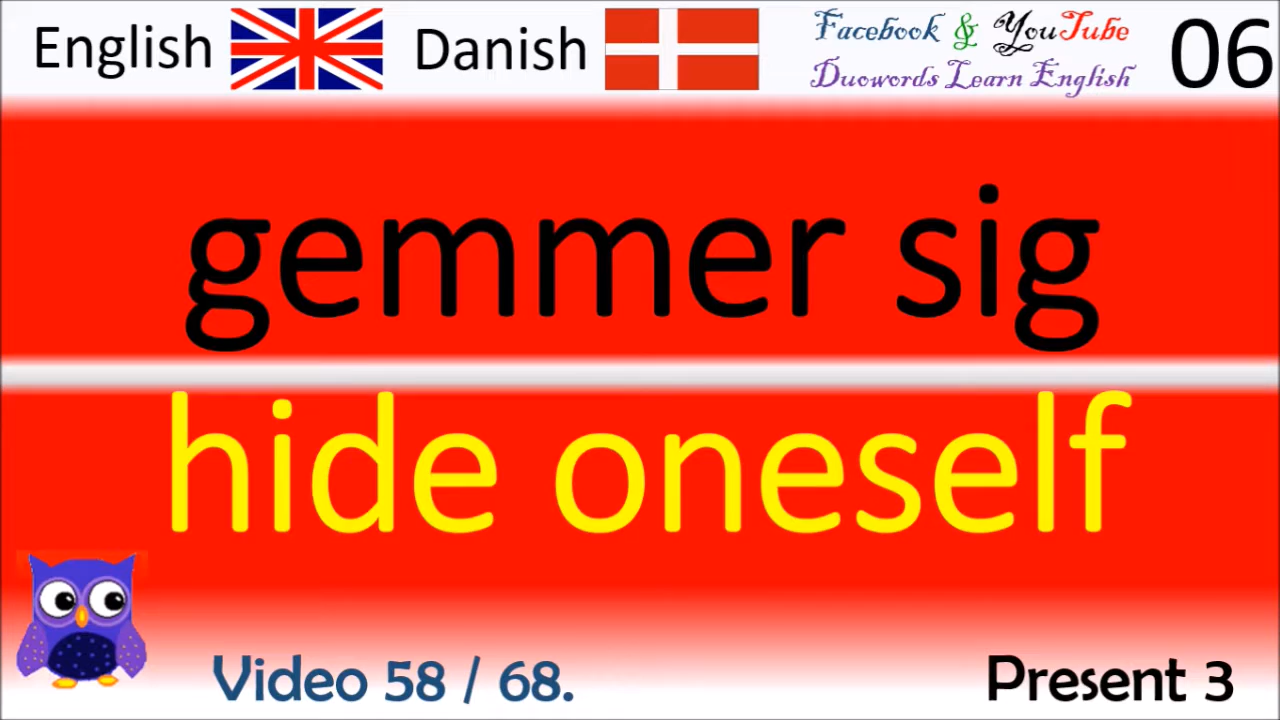 English Danish Facebook & YouTube 06
Duowords Learn English
gemmer sig
hide oneself
Video 58 / 68. Present 3